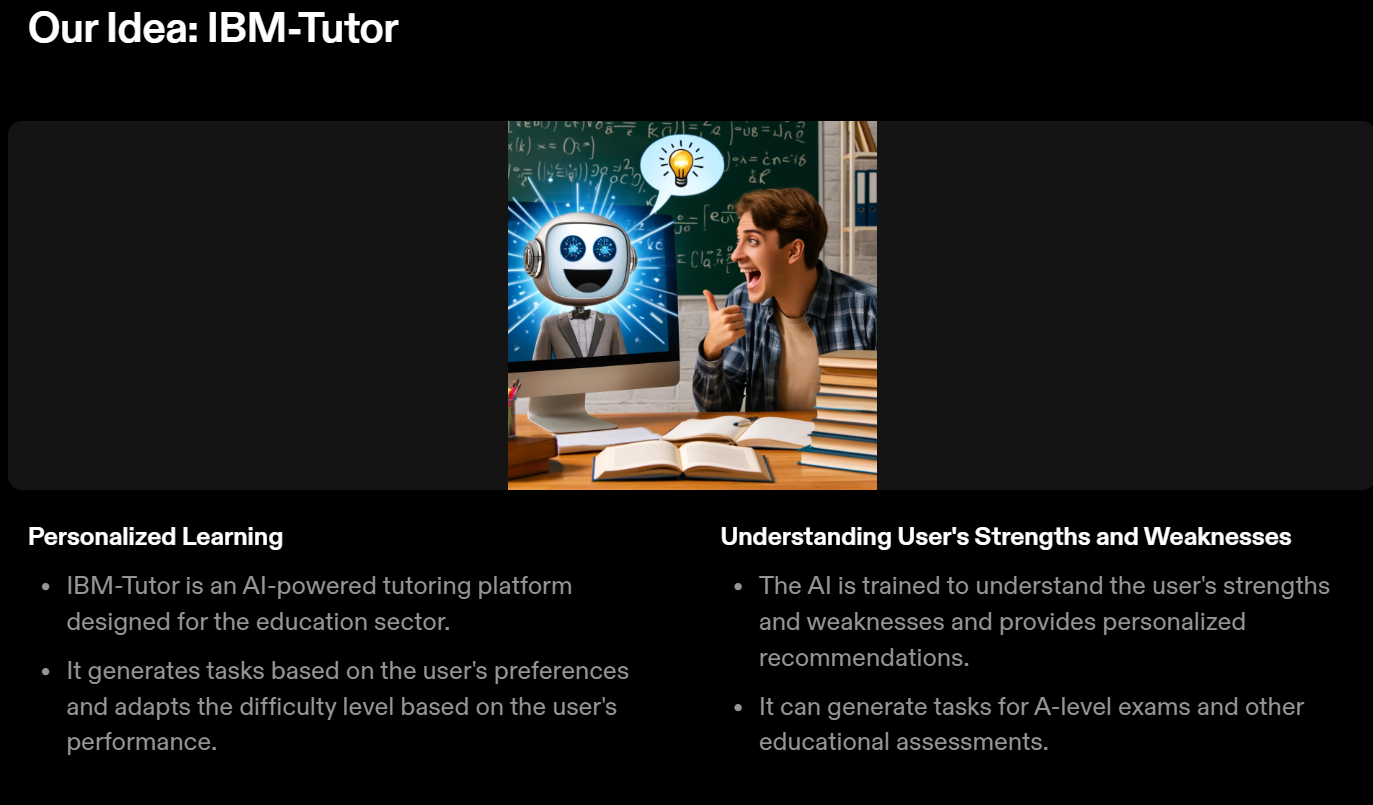 Our Idea: IBM-Tutor
Personalized Learning
• IBM-Tutor is an AI-powered tutoring platform
designed for the education sector.
• It generates tasks based on the user's preferences
and adapts the difficulty level based on the user's
performance.
Understanding User's Strengths and Weaknesses
• The AI is trained to understand the user's strengths
and weaknesses and provides personalized
recommendations.
• It can generate tasks for A-level exams and other
educational assessments.